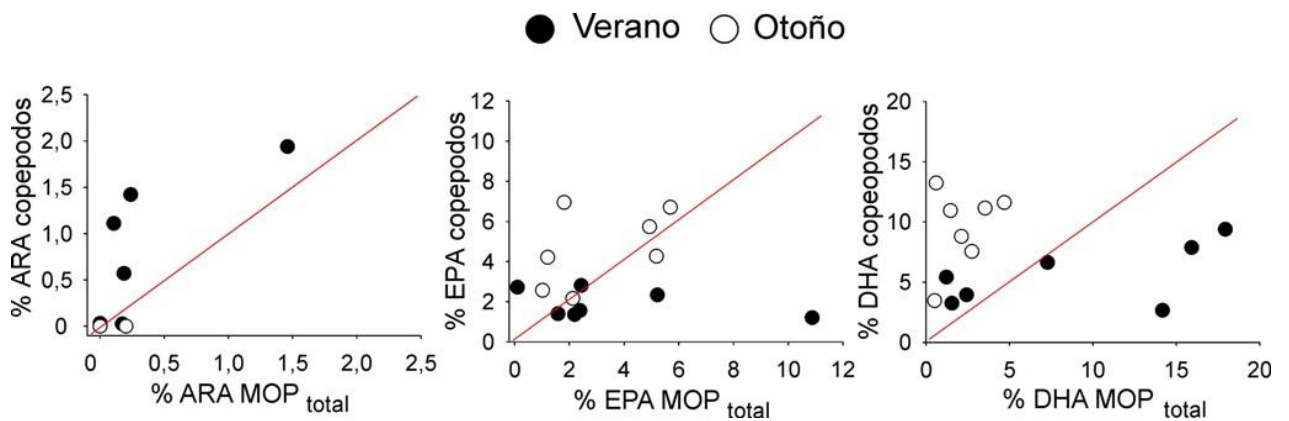 Verano Otoño
% ARA copepodos
2,5
2,0
1,5
1,0
0,5
0
0 0,5 1,0 1,5 2,0 2,5
% ARA MOP total
% EPA copepodos
12
10
8
6
4
2
0
0 2 4 6 8 10 12
% EPA MOP total
% DHA copeopodos
20
15
10
5
0
0 5 10 15 20
% DHA MOP total